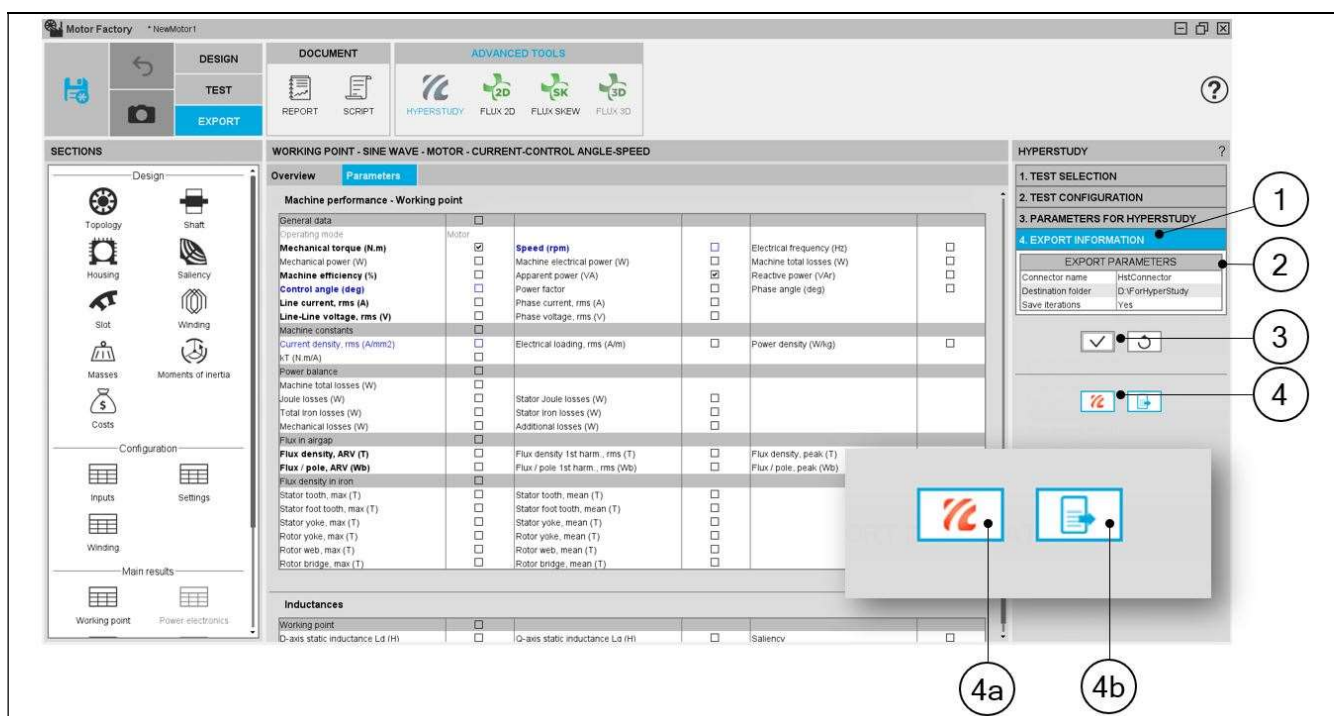 Motor Factory * NewMotor1
DESIGN
TEST
EXPORT
DOCUMENT
REPORT SCRIPT
ADVANCED TOOLS
2D SK 3D
HYPERSTUDY FLUX 2D FLUX SKEW FLUX 3D
?
SECTIONS
Design
Topology Shaft
Housing Saliency
Slot Winding
Masses Moments of inertia
$
Costs
Configuration
Inputs Settings
Winding
Main results
Working point Power electronics
WORKING POINT - SINE WAVE - MOTOR - CURRENT-CONTROL ANGLE-SPEED
Overview Parameters
Machine performance - Working point
General data
Operating mode Motor
Mechanical torque (N.m) Speed (rpm) Electrical frequency (Hz)
Mechanical power (W) Machine electrical power (W) Machine total losses (W)
Machine efficiency (%) Apparent power (VA) Reactive power (VAr)
Control angle (deg) Power factor Phase angle (deg)
Line current, rms (A) Phase current, rms (A)
Line-Line voltage, rms (V) Phase voltage, rms (V)
Machine constants
Current density, rms (A/mm2) Electrical loading, rms (A/m) Power density (W/kg)
kT (N.m/A)
Power balance
Machine total losses (W)
Joule losses (W) Stator Joule losses (W)
Total Iron losses (W) Stator iron losses (W)
Mechanical losses (W) Additional losses (W)
Flux in airgap
Flux density, ARV (T) Flux density 1st harm., rms (T) Flux density, peak (T)
Flux / pole, ARV (Wb) Flux / pole 1st harm., rms (Wb) Flux / pole, peak (Wb)
Flux density in iron
Stator tooth, max (T) Stator tooth, mean (T)
Stator foot tooth, max (T) Stator foot tooth, mean (T)
Stator yoke, max (T) Stator yoke, mean (T)
Rotor yoke, max (T) Rotor yoke, mean (T)
Rotor web, max (T) Rotor web, mean (T)
Rotor bridge, max (T) Rotor bridge, mean (T)
Inductances
Working point
D-axis static inductance Ld (H) Q-axis static inductance Lq (H) Saliency
HYPERSTUDY ?
1. TEST SELECTION
2. TEST CONFIGURATION
3. PARAMETERS FOR HYPERSTUDY
4. EXPORT INFORMATION
EXPORT PARAMETERS
Connector name HstConnector
Destination folder D:\ForHyperStudy
Save iterations Yes
1
2
3
4
4a
4b